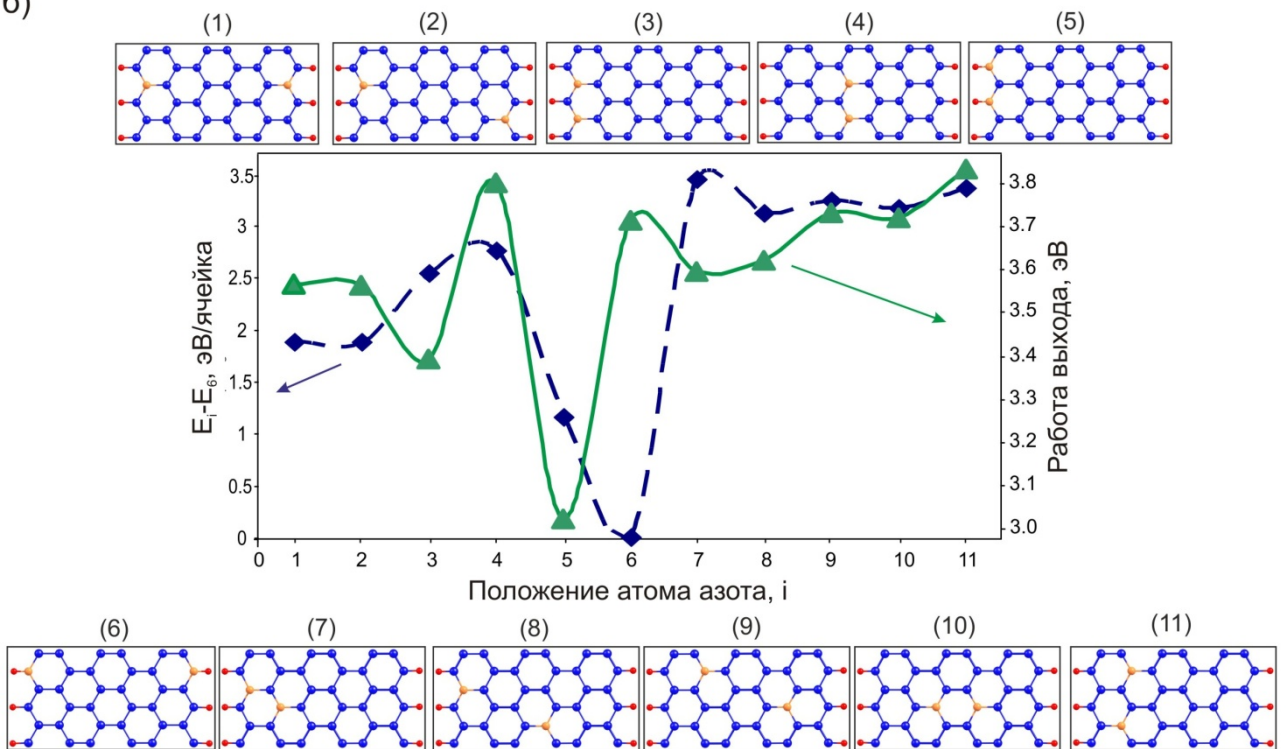 б)
(1) (2) (3) (4) (5)
3.5
3
2.5
2
1.5
1
0.5
0
Ei-E6, эВ/ячейка
3.8
3.7
3.6
3.5
3.4
3.3
3.2
3.1
3.0
Работа выхода, эВ
0 1 2 3 4 5 6 7 8 9 10 11
Положение атома азота, i
(6) (7) (8) (9) (10) (11)